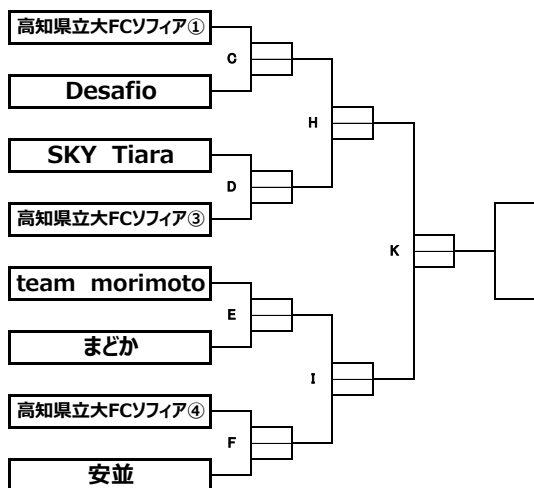 高知県立大FCソフィア①
C
Desafio
H
SKY Tiara
D
高知県立大FCソフィア③
K
team morimoto
E
まどか
I
高知県立大FCソフィア④
F
安並